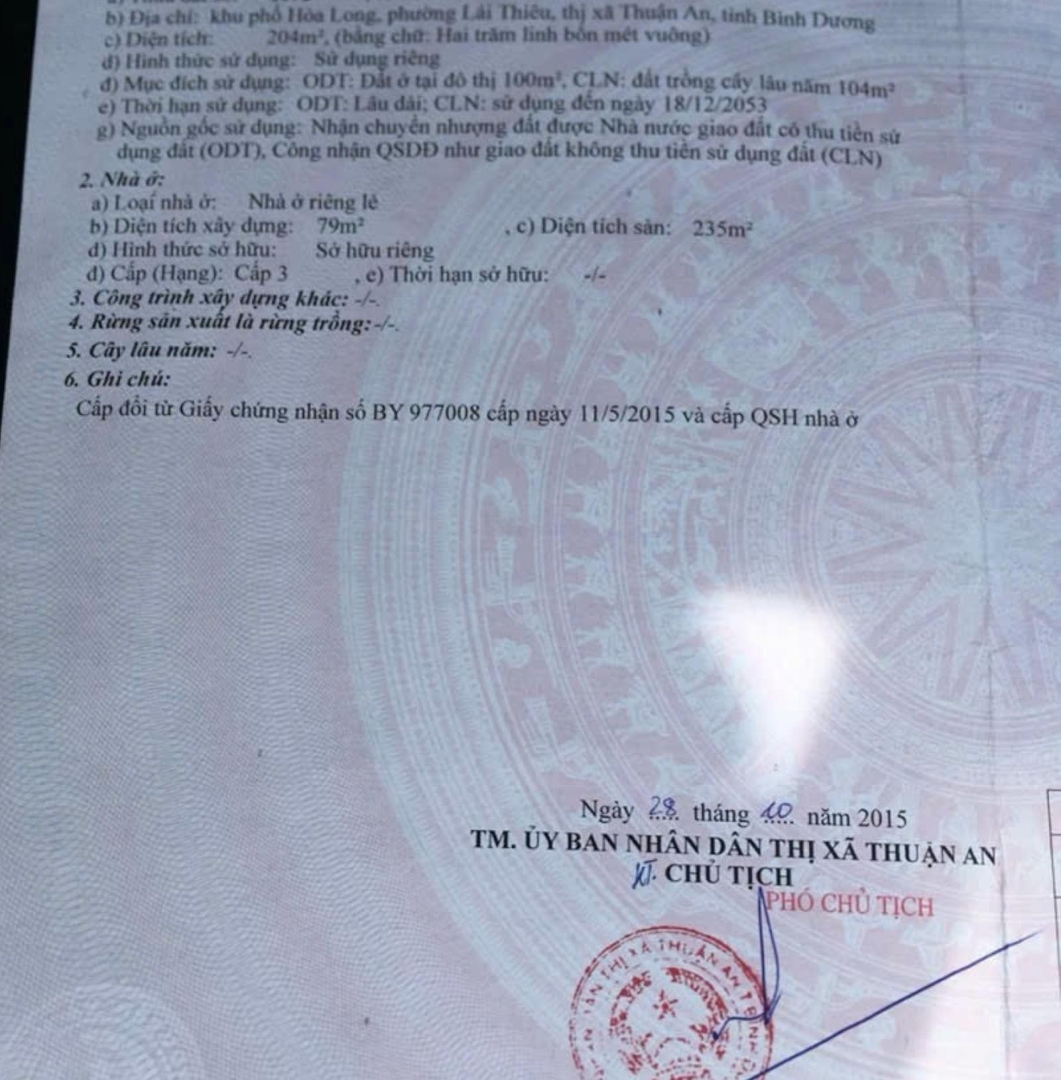 b) Địa chỉ: khu phố Hòa Long, phường Lái Thiêu, thị xã Thuận An, tỉnh Bình Dương
c) Diện tích: 204m², (bằng chữ: Hai trăm linh bốn mét vuông)
d) Hình thức sử dụng: Sử dụng riêng
đ) Mục đích sử dụng: ODT: Đất ở tại đô thị 100m², CLN: đất trồng cây lâu năm 104m²
e) Thời hạn sử dụng: ODT: Lâu dài; CLN: sử dụng đến ngày 18/12/2053
g) Nguồn gốc sử dụng: Nhận chuyển nhượng đất được Nhà nước giao đất có thu tiền sử
dụng đất (ODT), Công nhận QSDĐ như giao đất không thu tiền sử dụng đất (CLN)
2. Nhà ở:
a) Loại nhà ở: Nhà ở riêng lẻ
b) Diện tích xây dựng: 79m² , c) Diện tích sàn: 235m²
d) Hình thức sở hữu: Sở hữu riêng
đ) Cấp (Hạng): Cấp 3 , e) Thời hạn sở hữu: -/-
3. Công trình xây dựng khác: -/-.
4. Rừng sản xuất là rừng trồng: -/-.
5. Cây lâu năm: -/-.
6. Ghi chú:
Cấp đổi từ Giấy chứng nhận số BY 977008 cấp ngày 11/5/2015 và cấp QSH nhà ở
Ngày 28 tháng 10 năm 2015
TM. ỦY BAN NHÂN DÂN THỊ XÃ THUẬN AN
KT. CHỦ TỊCH
PHÓ CHỦ TỊCH
THỊ XÃ THUẬN AN